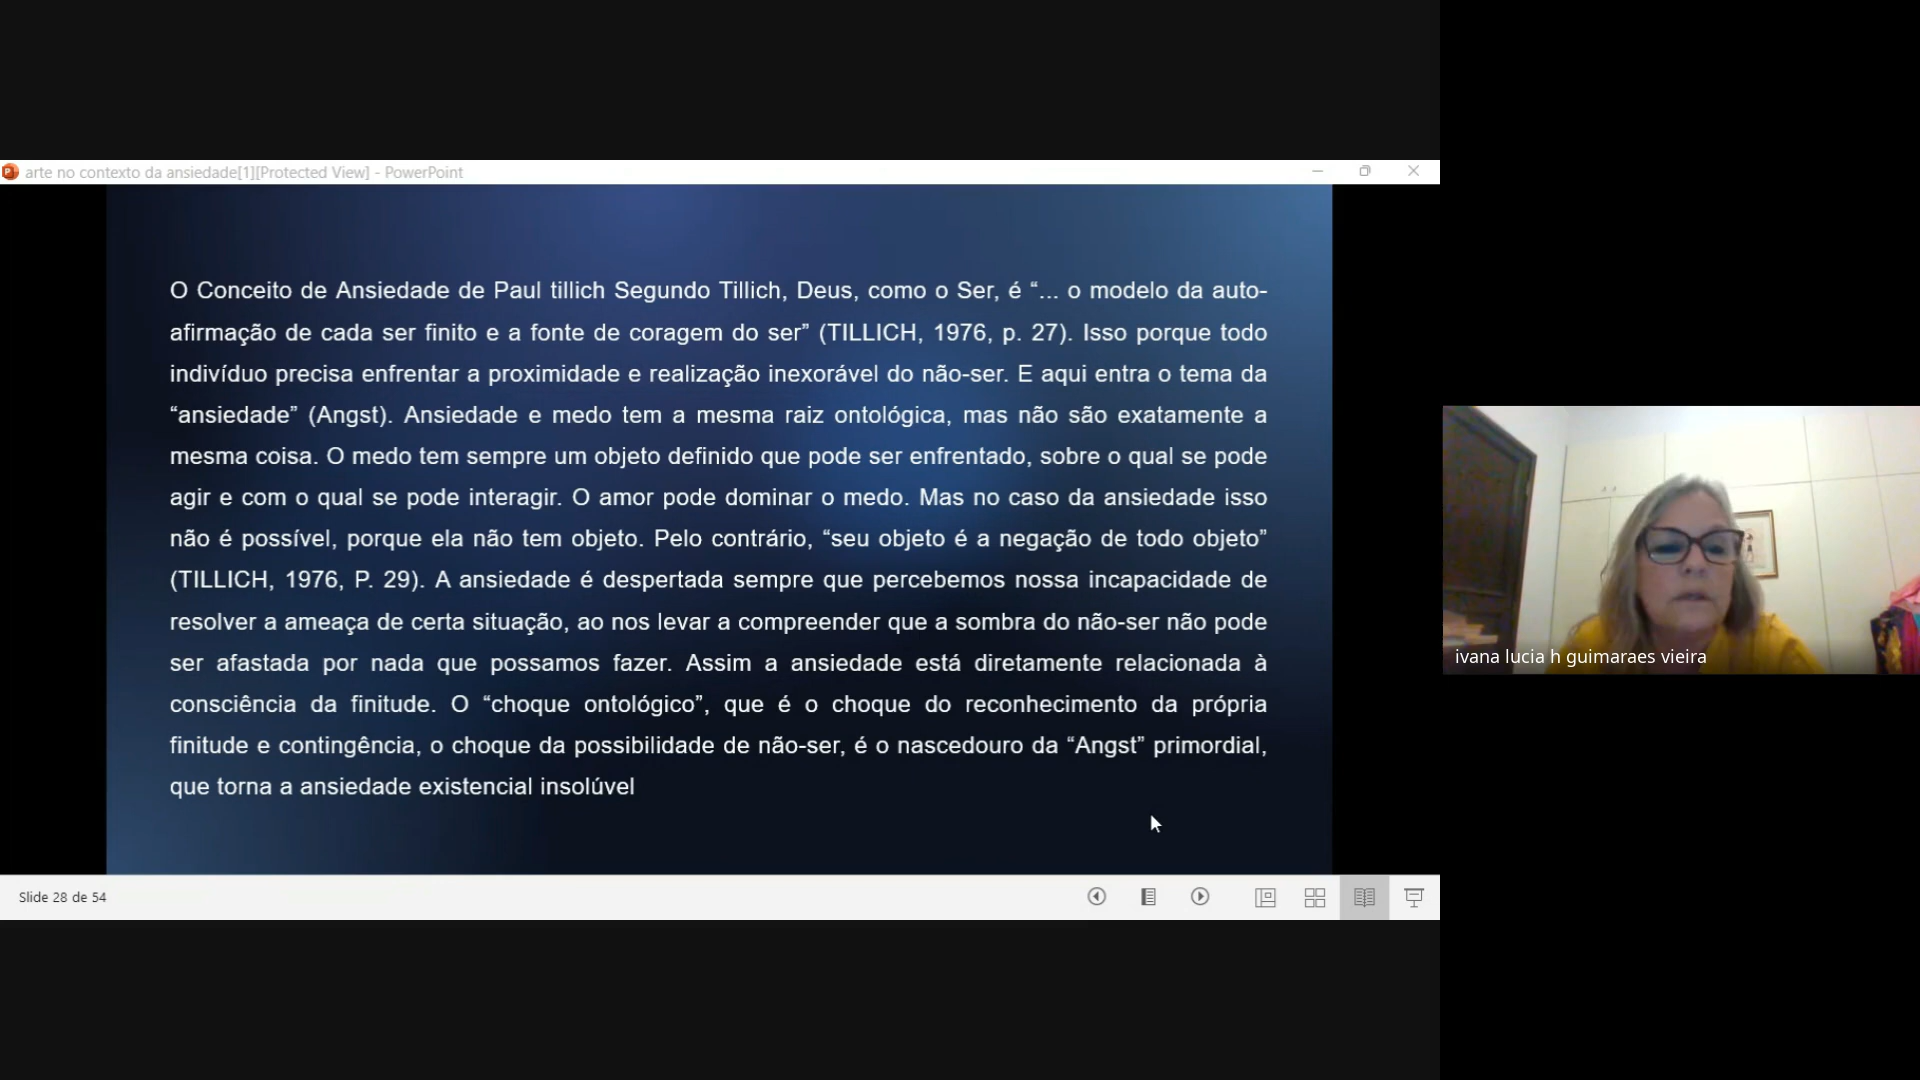 arte no contexto da ansiedade[1][Protected View] - PowerPoint
O Conceito de Ansiedade de Paul tillich Segundo Tillich, Deus, como o Ser, é “... o modelo da auto-
afirmação de cada ser finito e a fonte de coragem do ser” (TILLICH, 1976, p. 27). Isso porque todo
indivíduo precisa enfrentar a proximidade e realização inexorável do não-ser. E aqui entra o tema da
“ansiedade” (Angst). Ansiedade e medo tem a mesma raiz ontológica, mas não são exatamente a
mesma coisa. O medo tem sempre um objeto definido que pode ser enfrentado, sobre o qual se pode
agir e com o qual se pode interagir. O amor pode dominar o medo. Mas no caso da ansiedade isso
não é possível, porque ela não tem objeto. Pelo contrário, “seu objeto é a negação de todo objeto”
(TILLICH, 1976, P. 29). A ansiedade é despertada sempre que percebemos nossa incapacidade de
resolver a ameaça de certa situação, ao nos levar a compreender que a sombra do não-ser não pode
ser afastada por nada que possamos fazer. Assim a ansiedade está diretamente relacionada à
consciência da finitude. O “choque ontológico”, que é o choque do reconhecimento da própria
finitude e contingência, o choque da possibilidade de não-ser, é o nascedouro da “Angst” primordial,
que torna a ansiedade existencial insolúvel
ivana lucia h guimaraes vieira
Slide 28 de 54